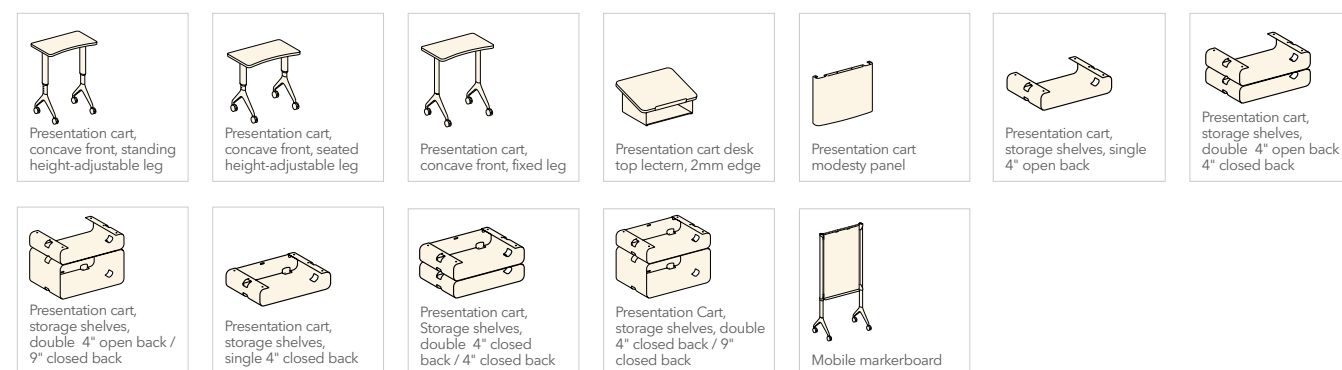 Presentation cart,
concave front, standing
height-adjustable leg
Presentation cart,
concave front, seated
height-adjustable leg
Presentation cart,
concave front, fixed leg
Presentation cart desk
top lectern, 2mm edge
Presentation cart
modesty panel
Presentation cart,
storage shelves, single
4" open back
Presentation cart,
storage shelves,
double 4" open back
4" closed back
Presentation cart,
storage shelves,
double 4" open back /
9" closed back
Presentation cart,
storage shelves,
single 4" closed back
Presentation cart,
Storage shelves,
double 4" closed
back / 4" closed back
Presentation Cart,
storage shelves, double
4" closed back / 9"
closed back
Mobile markerboard